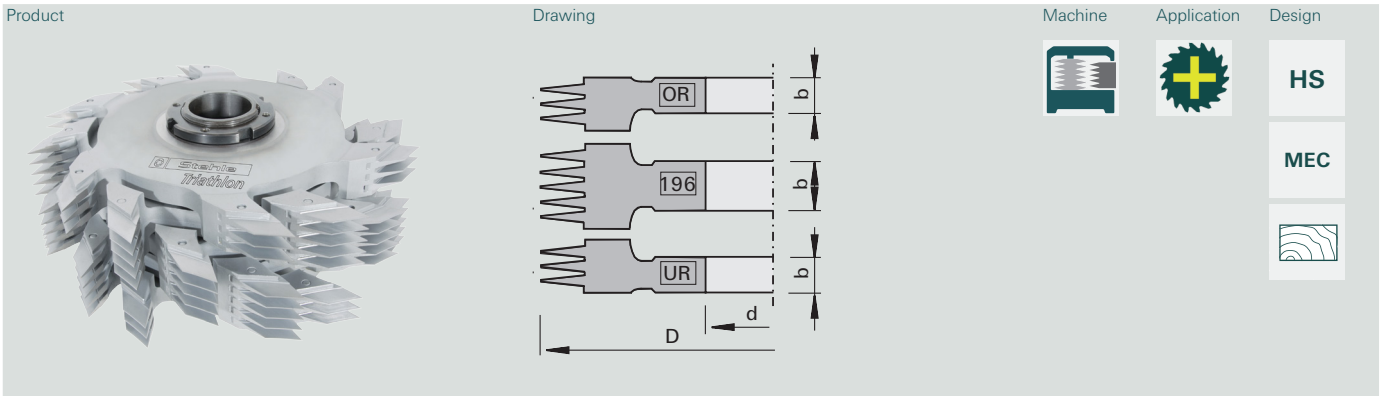 Product
Drawing
Machine
Application
Design
Stehle
Triathlon
OR
b
196
b
UR
b
d
D
HS
MEC